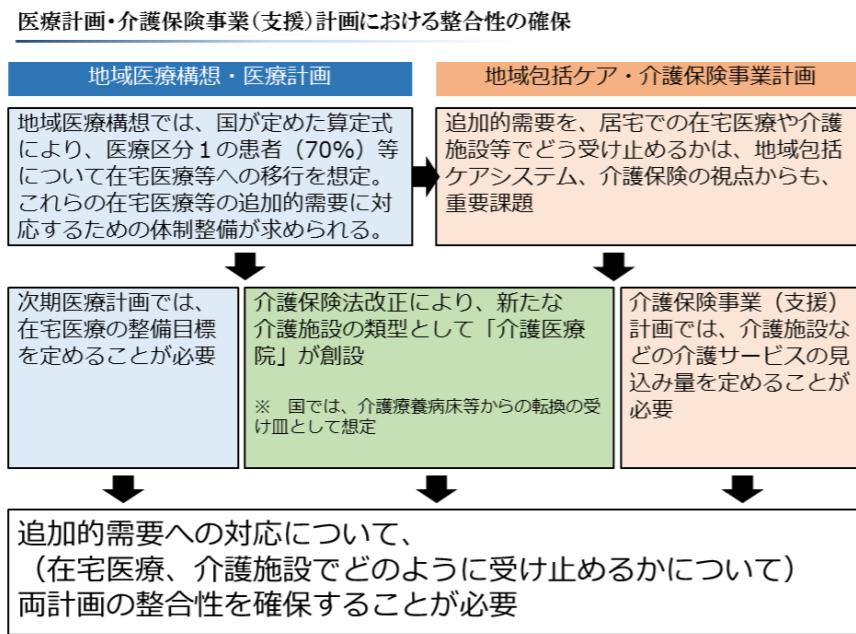 医療計画・介護保険事業（支援）計画における整合性の確保
地域医療構想・医療計画
地域包括ケア・介護保険事業計画
地域医療構想では、国が定めた算定式
により、医療区分１の患者（70%）等
について在宅医療等への移行を想定。
これらの在宅医療等の追加的需要に対
応するための体制整備が求められる。
追加的需要を、居宅での在宅医療や介護
施設等でどう受け止めるかは、地域包括
ケアシステム、介護保険の視点からも、
重要課題
次期医療計画では、
在宅医療の整備目標
を定めることが必要
介護保険法改正により、新たな
介護施設の類型として「介護医療
院」が創設
※　国では、介護療養病床等からの転換の受
け皿として想定
介護保険事業（支援）
計画では、介護施設な
どの介護サービスの見
込み量を定めることが
必要
追加的需要への対応について、
（在宅医療、介護施設でどのように受け止めるかについて）
両計画の整合性を確保することが必要